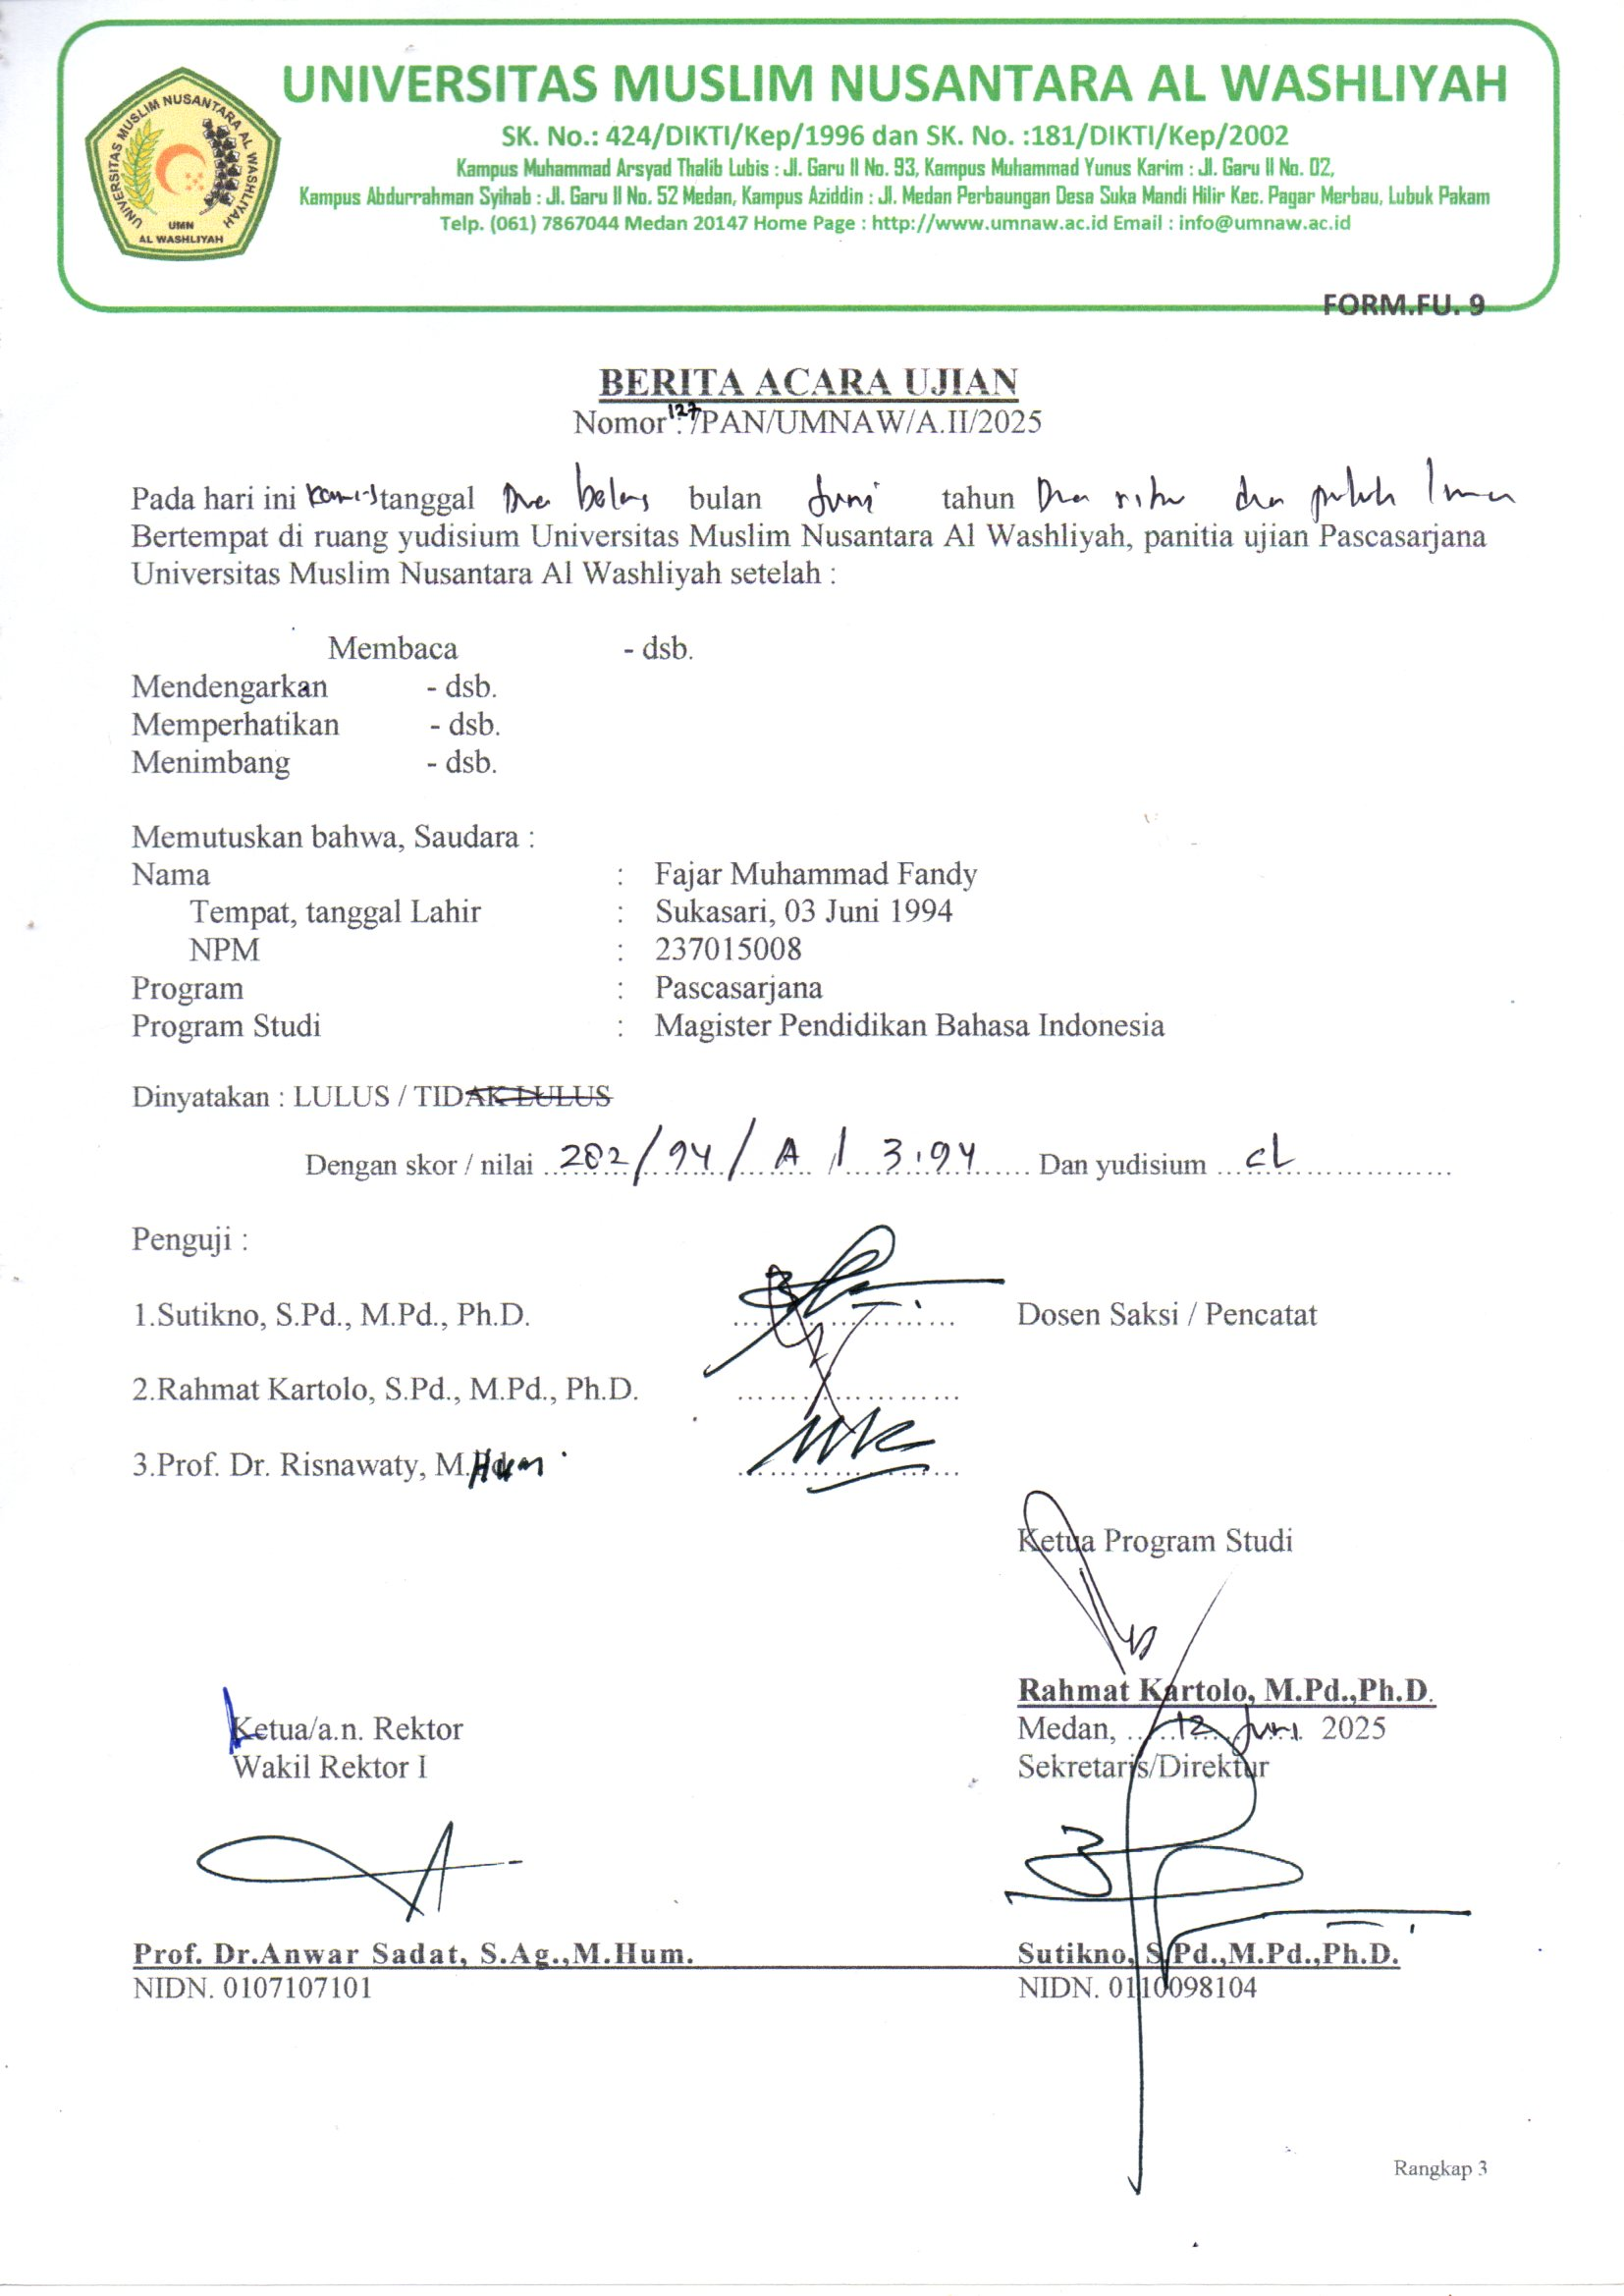 UNIVERSITAS MUSLIM NUSANTARA AL WASHLIYAH
UNIVERSITAS MUSLIM NUSANTARA AL WASHLIYAH
UMN
AL WASHLIYAH
SK. No.: 424/DIKTI/Kep/1996 dan SK. No. :181/DIKTI/Kep/2002
Kampus Muhammad Arsyad Thalib Lubis : Jl. Garu II No. 93, Kampus Muhammad Yunus Karim : Jl. Garu II No. 02,
Kampus Abdurrahman Syihab : Jl. Garu II No. 52 Medan, Kampus Aziddin : Jl. Medan Perbaungan Desa Suka Mandi Hilir Kec. Pagar Merbau, Lubuk Pakam
Telp. (061) 7867044 Medan 20147 Home Page : http://www.umnaw.ac.id Email : info@umnaw.ac.id
FORM.FU. 9
BERITA ACARA UJIAN
Nomor : 127/PAN/UMNAW/A.II/2025
Pada hari ini Kamis tanggal Dua belas bulan Juni tahun Dua ribu dua puluh lima
Bertempat di ruang yudisium Universitas Muslim Nusantara Al Washliyah, panitia ujian Pascasarjana
Universitas Muslim Nusantara Al Washliyah setelah :
Membaca - dsb.
Mendengarkan - dsb.
Memperhatikan - dsb.
Menimbang - dsb.
Memutuskan bahwa, Saudara :
Nama : Fajar Muhammad Fandy
Tempat, tanggal Lahir : Sukasari, 03 Juni 1994
NPM : 237015008
Program : Pascasarjana
Program Studi : Magister Pendidikan Bahasa Indonesia
Dinyatakan : LULUS / TIDAK LULUS
Dengan skor / nilai 282/94/ A / 3.94 Dan yudisium cL
Penguji :
1.Sutikno, S.Pd., M.Pd., Ph.D. Dosen Saksi / Pencatat
2.Rahmat Kartolo, S.Pd., M.Pd., Ph.D.
3.Prof. Dr. Risnawaty, M.Hum.
Ketua Program Studi
Rahmat Kartolo, M.Pd.,Ph.D.
Ketua/a.n. Rektor Medan, 12 Juni 2025
Wakil Rektor I Sekretaris/Direktur
Prof. Dr.Anwar Sadat, S.Ag.,M.Hum. Sutikno, S.Pd.,M.Pd.,Ph.D.
NIDN. 0107107101 NIDN. 0110098104
Rangkap 3